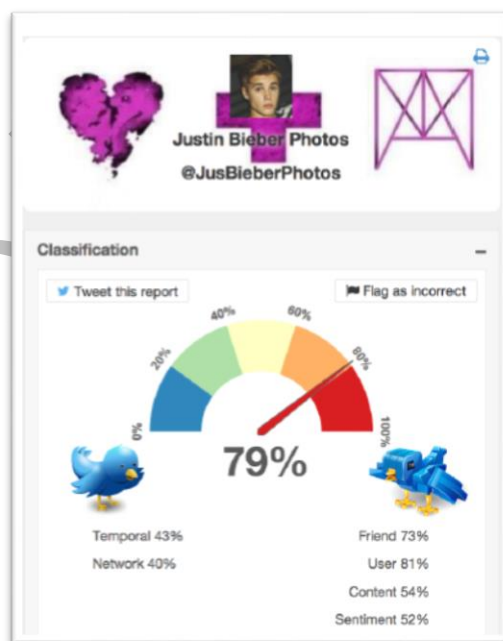 Justin Bieber Photos
@JusBieberPhotos
Classification
Tweet this report
Flag as incorrect
0%
20%
40%
60%
80%
100%
79%
Temporal 43%
Friend 73%
Network 40%
User 81%
Content 54%
Sentiment 52%